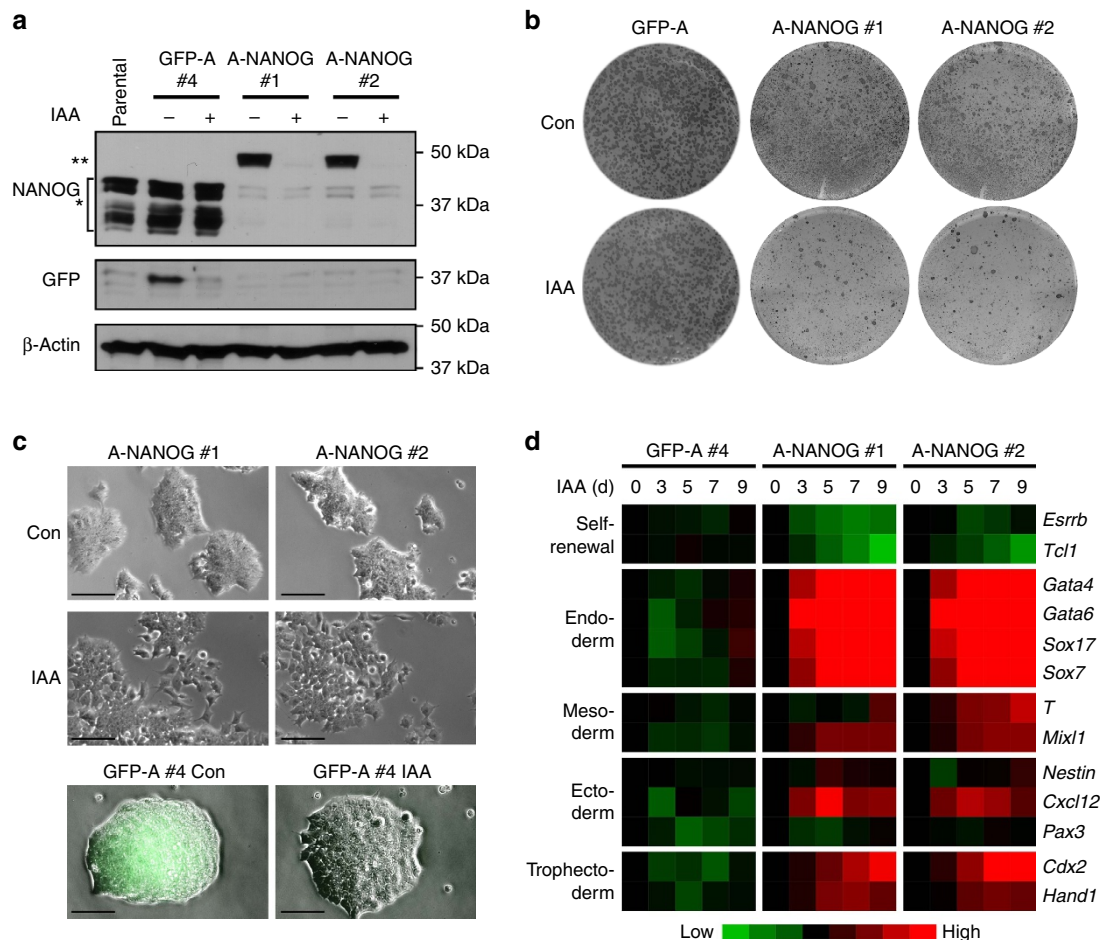 a
GFP-A A-NANOG A-NANOG
#4 #1 #2
Parental
IAA – + – + – +
** 50 kDa
NANOG
* 37 kDa
GFP 37 kDa
50 kDa
β-Actin
37 kDa
b
GFP-A A-NANOG #1 A-NANOG #2
Con
IAA
c
A-NANOG #1 A-NANOG #2
Con
IAA
GFP-A #4 Con GFP-A #4 IAA
d
GFP-A #4 A-NANOG #1 A-NANOG #2
IAA (d) 0 3 5 7 9 0 3 5 7 9 0 3 5 7 9
Self-
renewal
Esrrb
Tcl1
Endo-
derm
Gata4
Gata6
Sox17
Sox7
Meso-
derm
T
Mixl1
Ecto-
derm
Nestin
Cxcl12
Pax3
Trophecto-
derm
Cdx2
Hand1
Low High